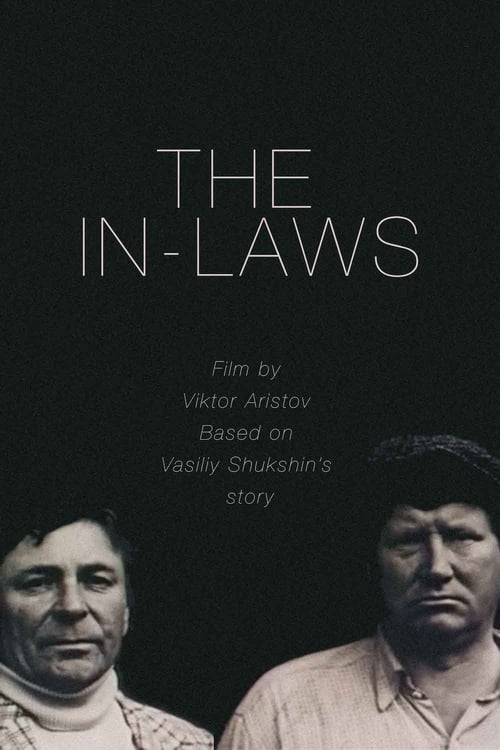 THE
IN-LAWS
Film by
Viktor Aristov
Based on
Vasiliy Shukshin's
story